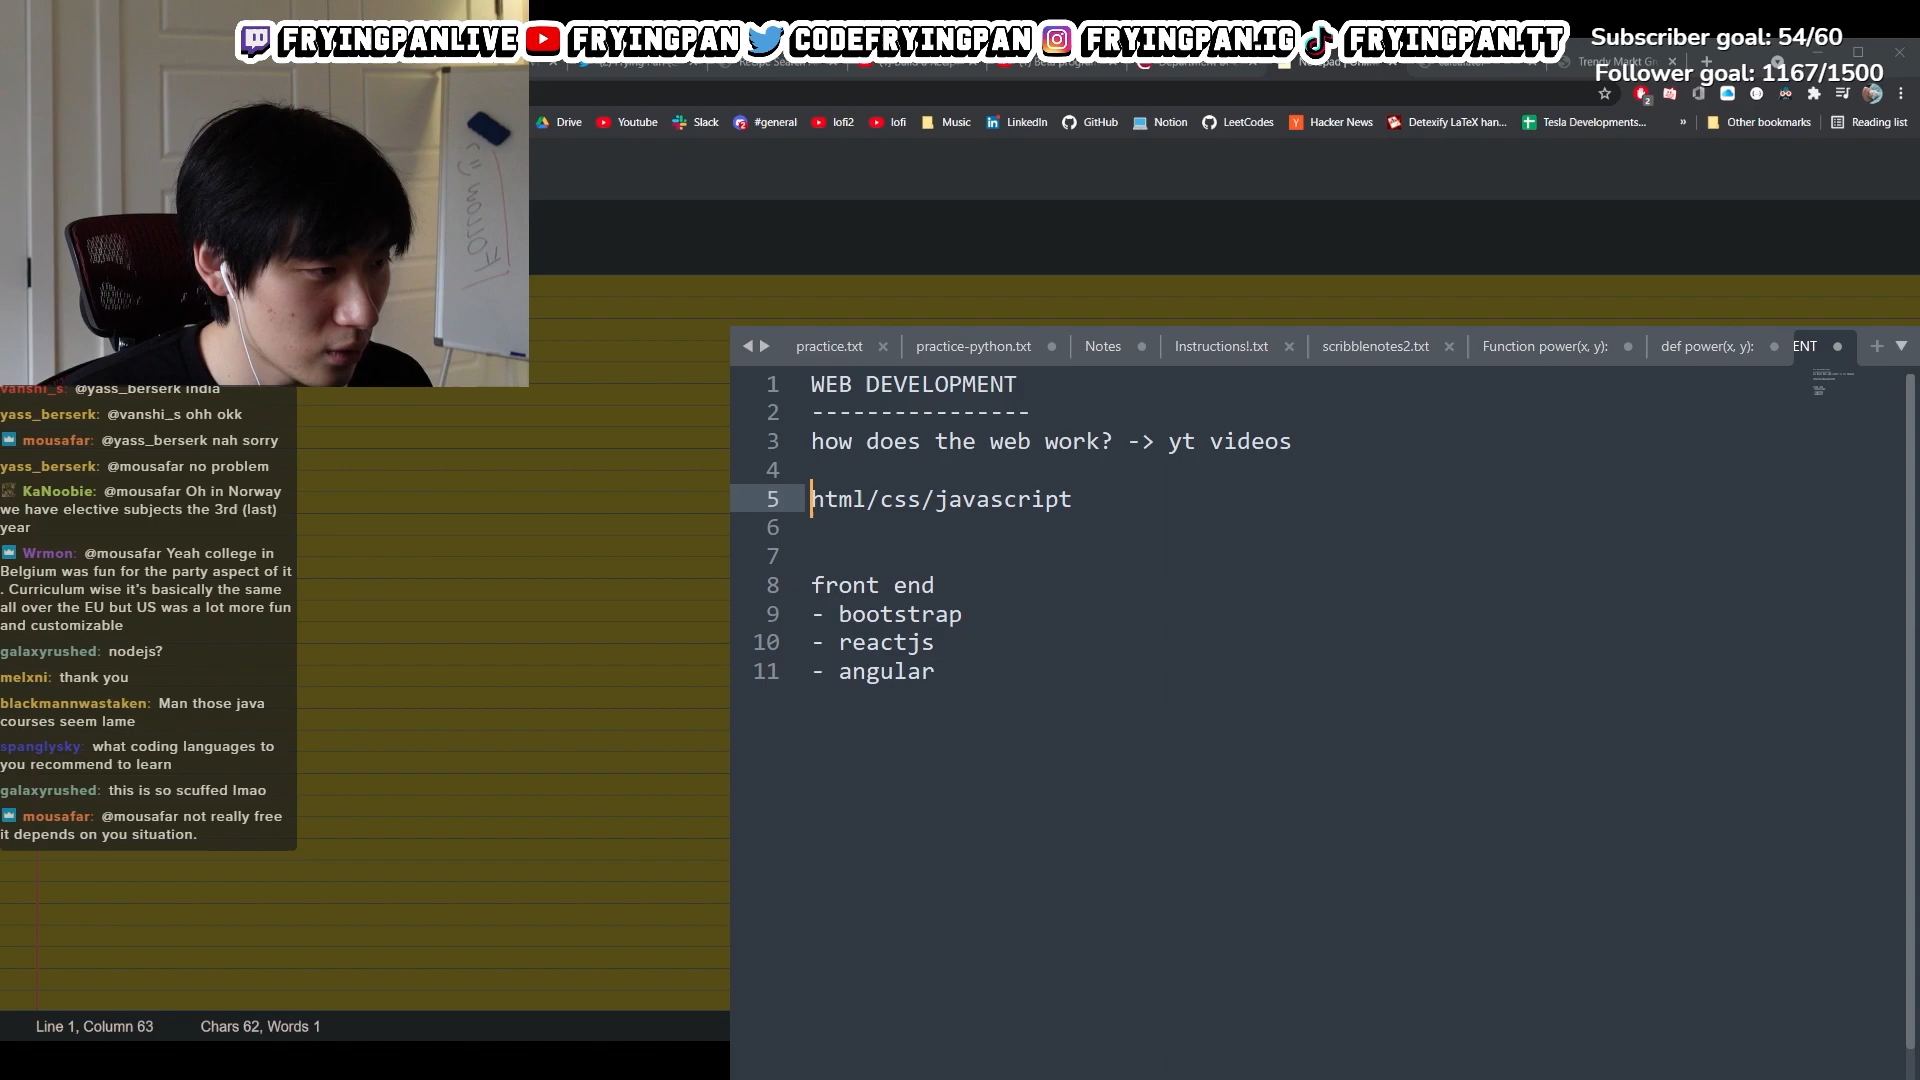 FRYINGPANLIVE FRYINGPAN CODEFRYINGPAN FRYINGPAN.IG FRYINGPAN.TT
Subscriber goal: 54/60
Follower goal: 1167/1500
Drive Youtube Slack #general lofi2 lofi Music LinkedIn GitHub Notion LeetCodes Hacker News Detexify LaTeX han... Tesla Developments... » Other bookmarks Reading list
FOLLOW :)
vanshi_s: @yass_berserk india
yass_berserk: @vanshi_s ohh okk
mousafar: @yass_berserk nah sorry
yass_berserk: @mousafar no problem
KaNoobie: @mousafar Oh in Norway
we have elective subjects the 3rd (last)
year
Wrmon: @mousafar Yeah college in
Belgium was fun for the party aspect of it
. Curriculum wise it's basically the same
all over the EU but US was a lot more fun
and customizable
galaxyrushed: nodejs?
melxni: thank you
blackmannwastaken: Man those java
courses seem lame
spanglysky: what coding languages to
you recommend to learn
galaxyrushed: this is so scuffed lmao
mousafar: @mousafar not really free
it depends on you situation.
practice.txt practice-python.txt Notes Instructions!.txt scribblenotes2.txt Function power(x, y): def power(x, y): ENT
1 WEB DEVELOPMENT
2 ----------------
3 how does the web work? -> yt videos
4
5 html/css/javascript
6
7
8 front end
9 - bootstrap
10 - reactjs
11 - angular
Line 1, Column 63 Chars 62, Words 1